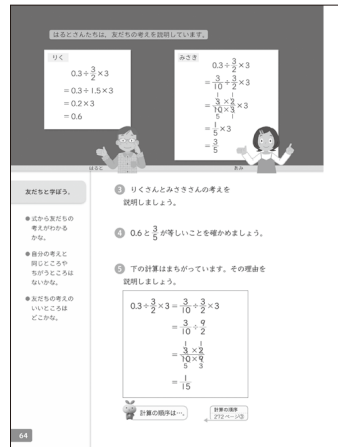 はるとさんたちは、友だちの考えを説明しています。
りく
0.3÷3/2×3
=0.3÷1.5×3
=0.2×3
=0.6
みさき
0.3÷3/2×3
=3/10÷3/2×3
=(3×2)/(10×3)×3
1 1
5 1
=1/5×3
=3/5
はると
あみ
友だちと学ぼう。
●式から友だちの
考えがわかる
かな。
●自分の考えと
同じところや
ちがうところは
ないかな。
●友だちの考えの
いいところは
どこかな。
3 りくさんとみさきさんの考えを
説明しましょう。
4 0.6と3/5が等しいことを確かめましょう。
5 下の計算はまちがっています。その理由を
説明しましょう。
0.3÷3/2×3=3/10÷3/2×3
=3/10÷9/2
=(3×2)/(10×9)
1 1
5 3
=1/15
計算の順序は…。
計算の順序
272ページ3
64